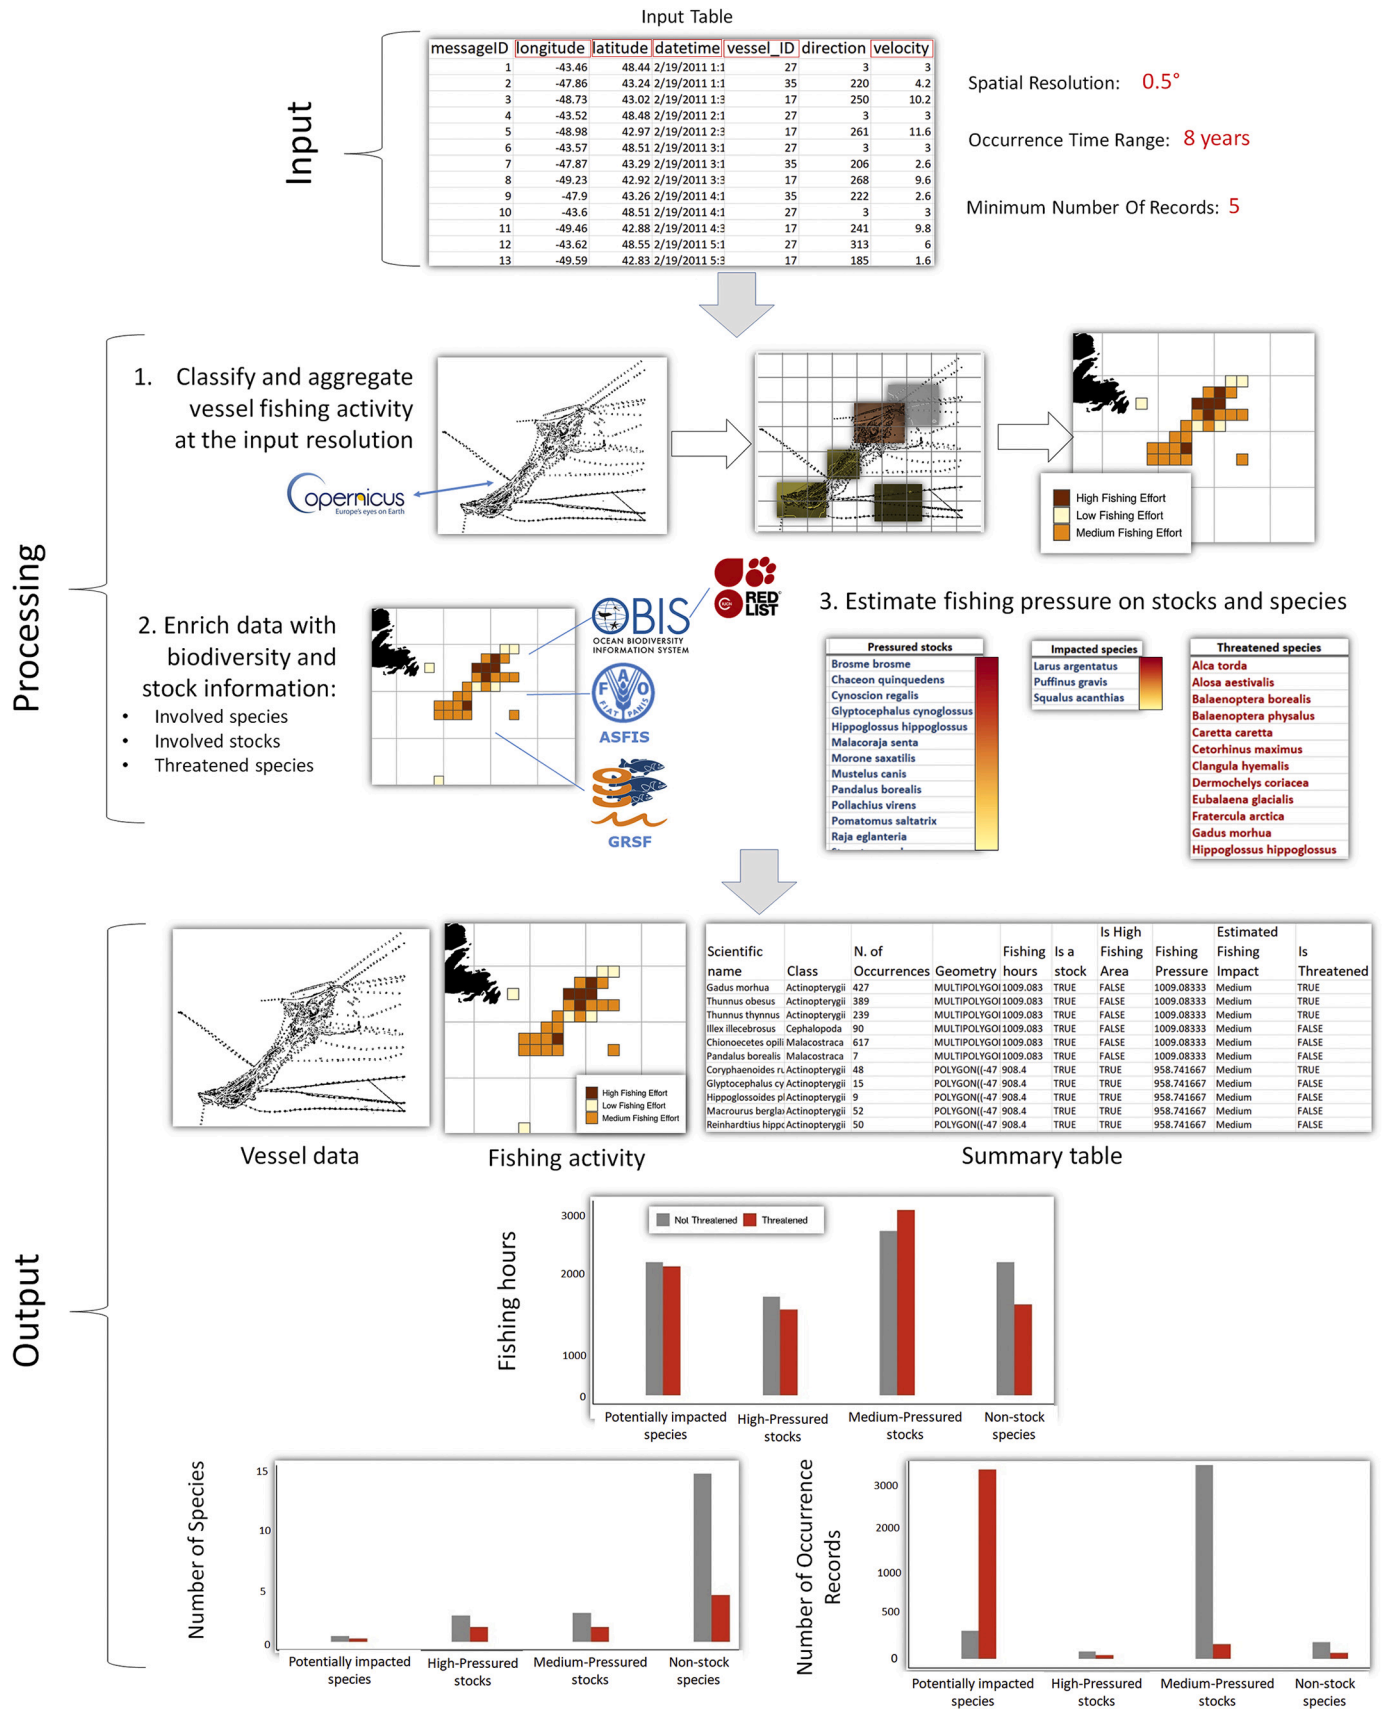 Input Table
Input
messageID longitude latitude datetime vessel_ID direction velocity
1 -43.46 48.44 2/19/2011 1:1 27 3 3
2 -47.86 43.24 2/19/2011 1:1 35 220 4.2
3 -48.73 43.02 2/19/2011 1:3 17 250 10.2
4 -43.52 48.48 2/19/2011 2:1 27 3 3
5 -48.98 42.97 2/19/2011 2:3 17 261 11.6
6 -43.57 48.51 2/19/2011 3:1 27 3 3
7 -47.87 43.29 2/19/2011 3:1 35 206 2.6
8 -49.23 42.92 2/19/2011 3:3 17 268 9.6
9 -47.9 43.26 2/19/2011 4:1 35 222 2.6
10 -43.6 48.51 2/19/2011 4:1 27 3 3
11 -49.46 42.88 2/19/2011 4:3 17 241 9.8
12 -43.62 48.55 2/19/2011 5:1 27 313 6
13 -49.59 42.83 2/19/2011 5:3 17 185 1.6
Spatial Resolution: 0.5°
Occurrence Time Range: 8 years
Minimum Number Of Records: 5
Processing
1. Classify and aggregate
vessel fishing activity
at the input resolution
Copernicus
Europe's eyes on Earth
High Fishing Effort
Low Fishing Effort
Medium Fishing Effort
2. Enrich data with
biodiversity and
stock information:
• Involved species
• Involved stocks
• Threatened species
OBIS
OCEAN BIODIVERSITY
INFORMATION SYSTEM
IUCN
RED
LIST
FAO
FIAT PANIS
ASFIS
GRSF
3. Estimate fishing pressure on stocks and species
Pressured stocks
Brosme brosme
Chaceon quinquedens
Cynoscion regalis
Glyptocephalus cynoglossus
Hippoglossus hippoglossus
Malacoraja senta
Morone saxatilis
Mustelus canis
Pandalus borealis
Pollachius virens
Pomatomus saltatrix
Raja eglanteria
Impacted species
Larus argentatus
Puffinus gravis
Squalus acanthias
Threatened species
Alca torda
Alosa aestivalis
Balaenoptera borealis
Balaenoptera physalus
Caretta caretta
Cetorhinus maximus
Clangula hyemalis
Dermochelys coriacea
Eubalaena glacialis
Fratercula arctica
Gadus morhua
Hippoglossus hippoglossus
Output
High Fishing Effort
Low Fishing Effort
Medium Fishing Effort
Vessel data
Fishing activity
Is High Estimated
Scientific N. of Fishing Is a Fishing Fishing Fishing Is
name Class Occurrences Geometry hours stock Area Pressure Impact Threatened
Gadus morhua Actinopterygii 427 MULTIPOLYGO 1009.083 TRUE FALSE 1009.08333 Medium TRUE
Thunnus obesus Actinopterygii 389 MULTIPOLYGO 1009.083 TRUE FALSE 1009.08333 Medium TRUE
Thunnus thynnus Actinopterygii 239 MULTIPOLYGO 1009.083 TRUE FALSE 1009.08333 Medium TRUE
Illex illecebrosus Cephalopoda 90 MULTIPOLYGO 1009.083 TRUE FALSE 1009.08333 Medium FALSE
Chionoecetes opili Malacostraca 617 MULTIPOLYGO 1009.083 TRUE FALSE 1009.08333 Medium FALSE
Pandalus borealis Malacostraca 7 MULTIPOLYGO 1009.083 TRUE FALSE 1009.08333 Medium FALSE
Coryphaenoides ru Actinopterygii 48 POLYGON((-47 908.4 TRUE TRUE 958.741667 Medium TRUE
Glyptocephalus cy Actinopterygii 15 POLYGON((-47 908.4 TRUE TRUE 958.741667 Medium FALSE
Hippoglossoides pl Actinopterygii 9 POLYGON((-47 908.4 TRUE TRUE 958.741667 Medium FALSE
Macrourus bergla Actinopterygii 52 POLYGON((-47 908.4 TRUE TRUE 958.741667 Medium FALSE
Reinhardtius hippo Actinopterygii 50 POLYGON((-47 908.4 TRUE TRUE 958.741667 Medium FALSE
Summary table
Fishing hours
3000
2000
1000
0
Not Threatened Threatened
Potentially impacted
species
High-Pressured
stocks
Medium-Pressured
stocks
Non-stock
species
Number of Species
15
10
5
0
Potentially impacted
species
High-Pressured
stocks
Medium-Pressured
stocks
Non-stock
species
Number of Occurrence
Records
3000
2000
1000
500
0
Potentially impacted
species
High-Pressured
stocks
Medium-Pressured
stocks
Non-stock
species